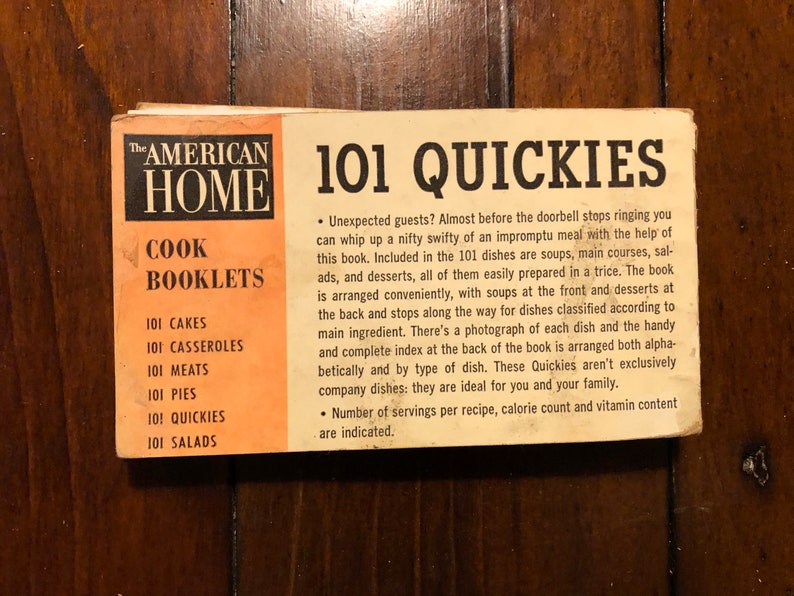 The AMERICAN
HOME
COOK
BOOKLETS
101 CAKES
101 CASSEROLES
101 MEATS
101 PIES
101 QUICKIES
101 SALADS
101 QUICKIES
• Unexpected guests? Almost before the doorbell stops ringing you
can whip up a nifty swifty of an impromptu meal with the help of
this book. Included in the 101 dishes are soups, main courses, sal-
ads, and desserts, all of them easily prepared in a trice. The book
is arranged conveniently, with soups at the front and desserts at
the back and stops along the way for dishes classified according to
main ingredient. There's a photograph of each dish and the handy
and complete index at the back of the book is arranged both alpha-
betically and by type of dish. These Quickies aren't exclusively
company dishes: they are ideal for you and your family.
• Number of servings per recipe, calorie count and vitamin content
are indicated.